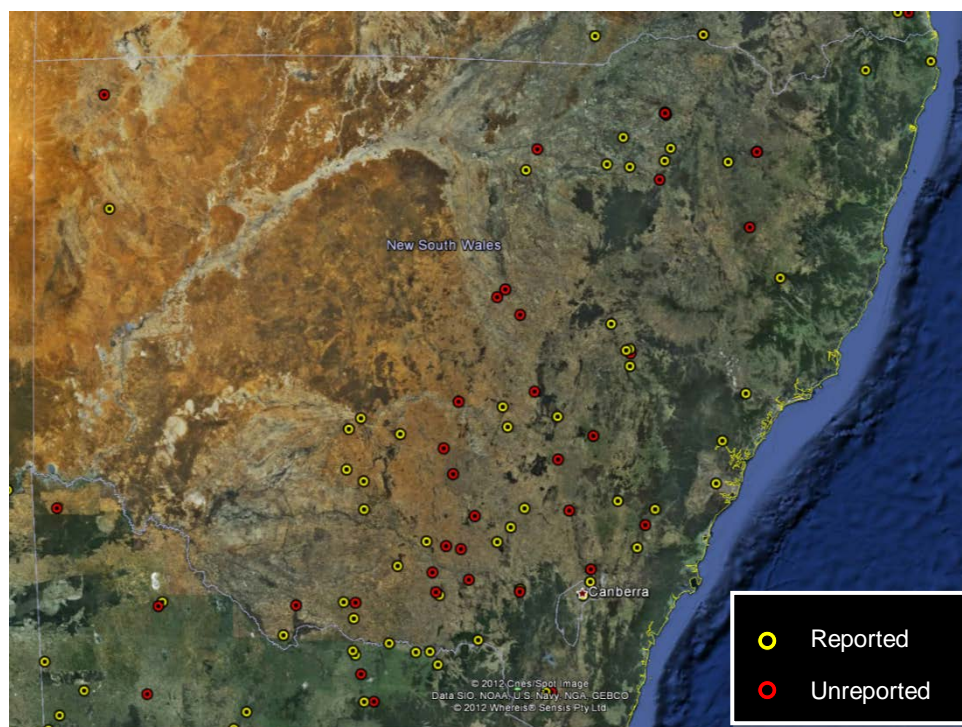 New South Wales
Canberra
© 2012 Cnes/Spot Image
Data SIO, NOAA, U.S. Navy, NGA, GEBCO
© 2012 Whereis® Sensis Pty Ltd
Reported
Unreported